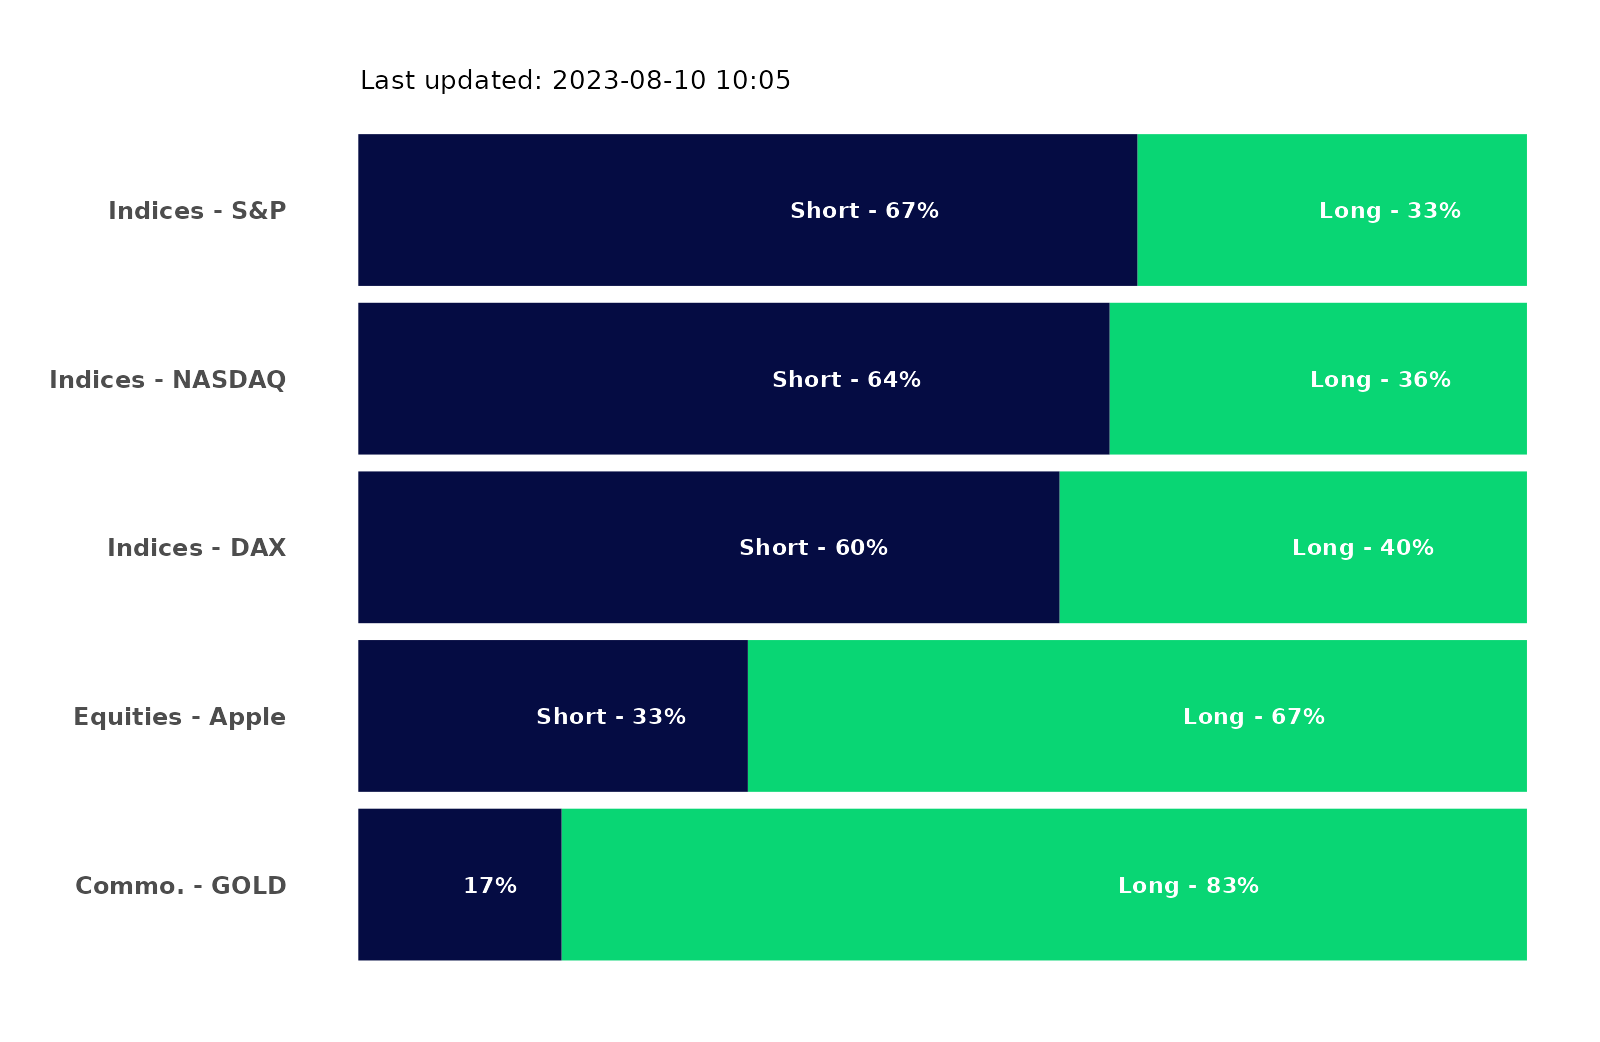 Last updated: 2023-08-10 10:05
Indices - S&P Short - 67% Long - 33%
Indices - NASDAQ Short - 64% Long - 36%
Indices - DAX Short - 60% Long - 40%
Equities - Apple Short - 33% Long - 67%
Commo. - GOLD 17% Long - 83%